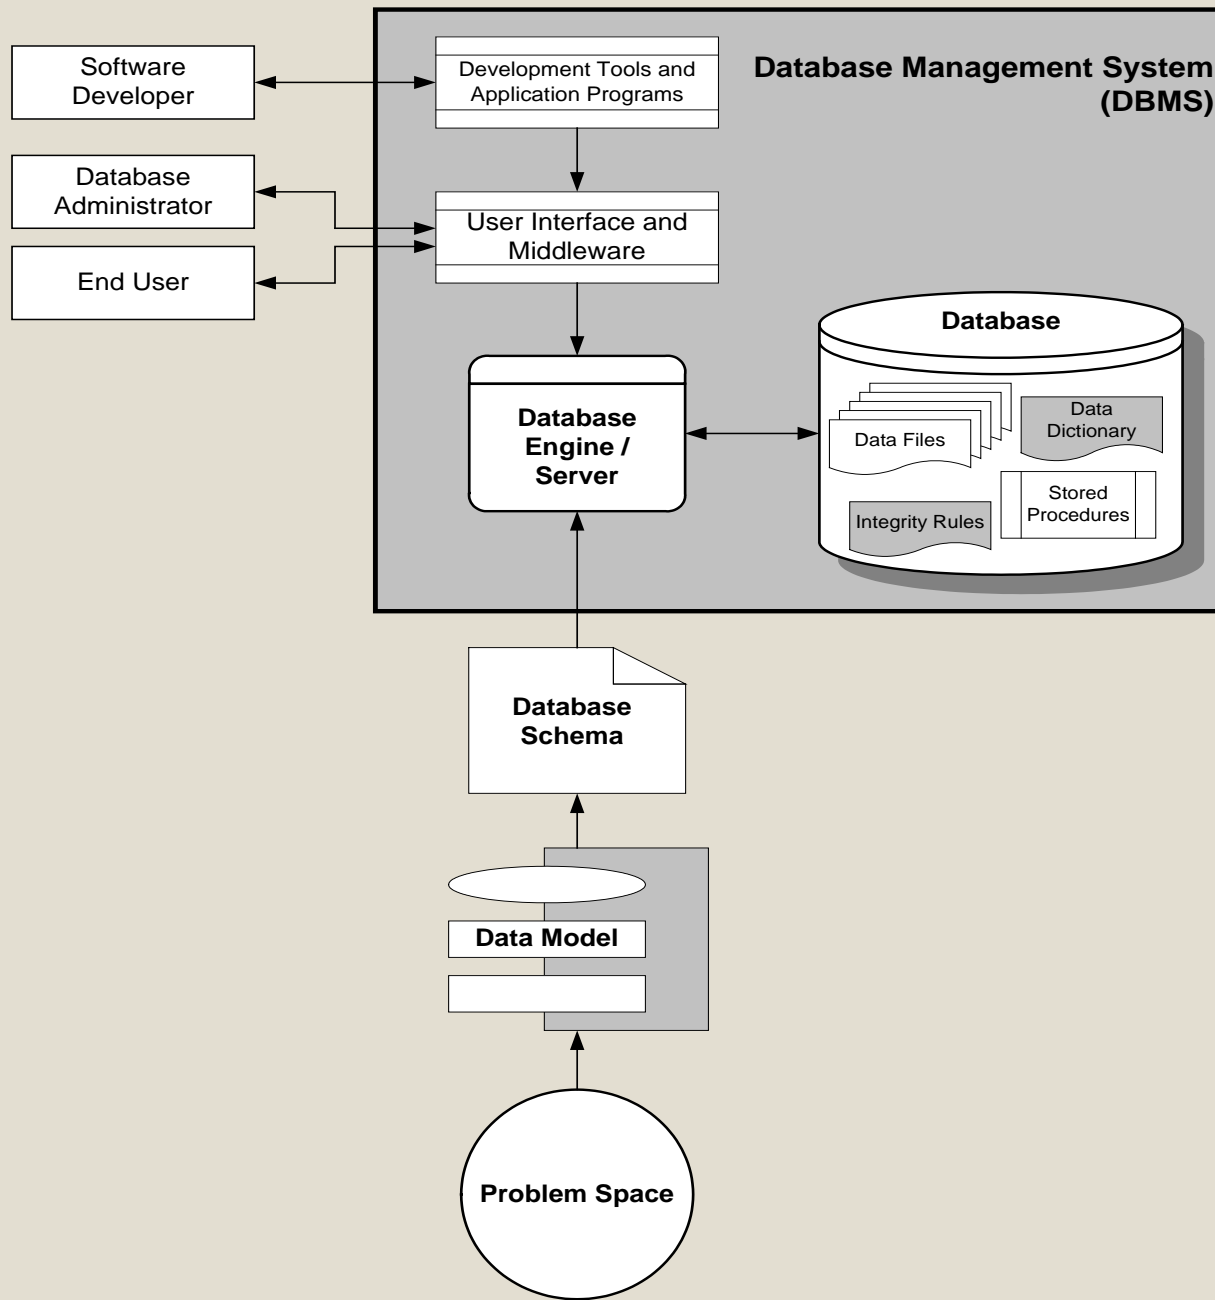 Software
Developer
Development Tools and
Application Programs
Database Management System
(DBMS)
Database
Administrator
User Interface and
Middleware
End User
Database
Database
Engine /
Server
Data Files
Data
Dictionary
Integrity Rules
Stored
Procedures
Database
Schema
Data Model
Problem Space